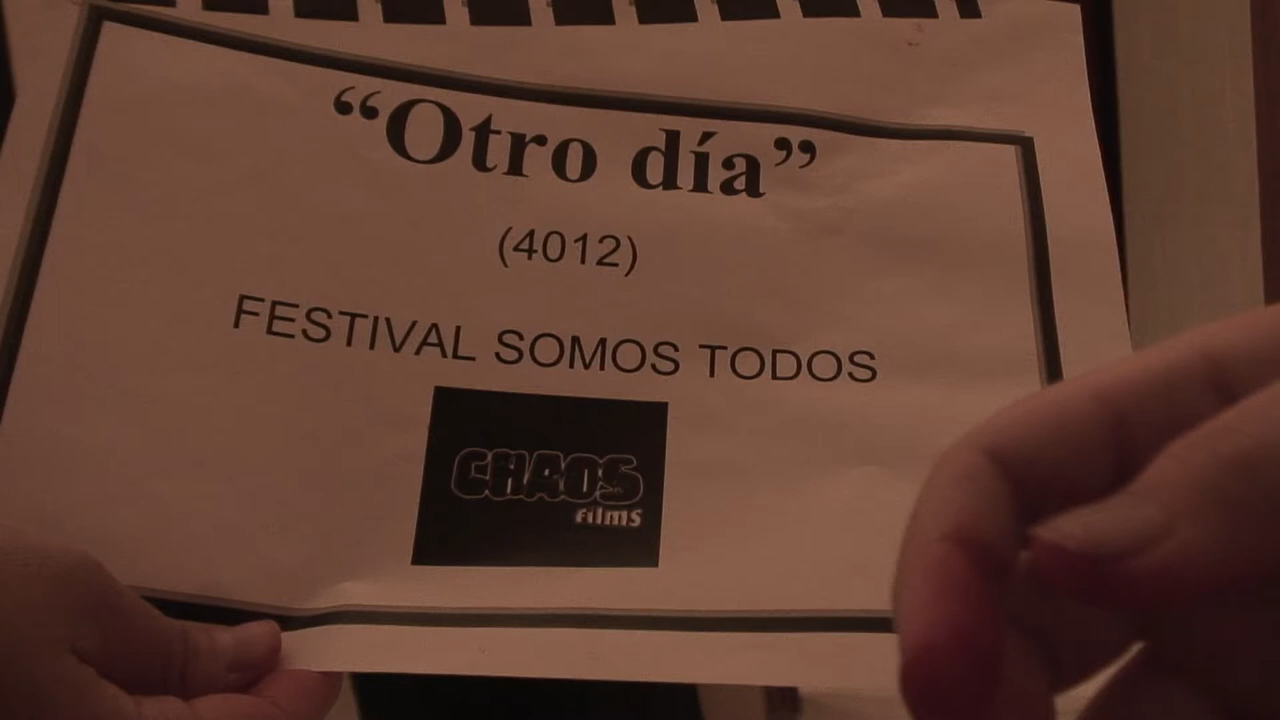 “Otro día”
(4012)
FESTIVAL SOMOS TODOS
CHAOS
films